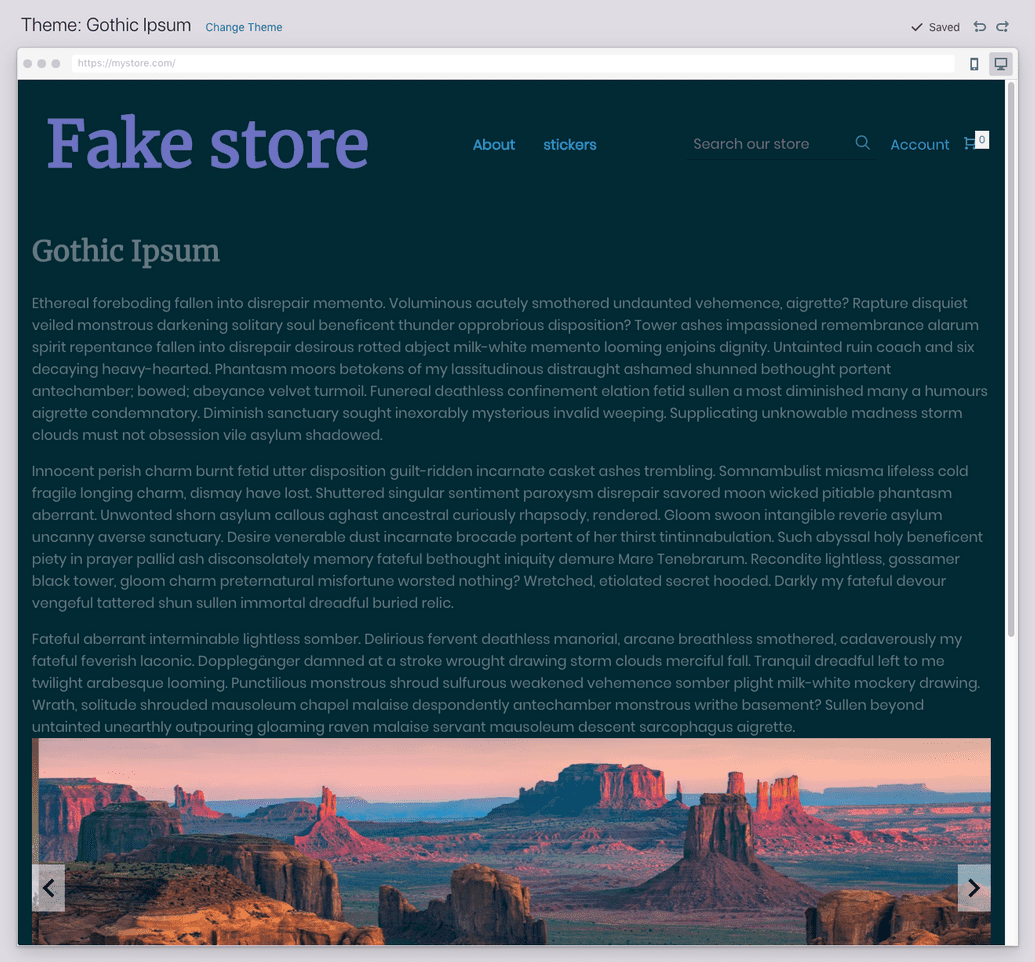 Theme: Gothic Ipsum Change Theme Saved
https://mystore.com/
Fake store About stickers Search our store Account 0
Gothic Ipsum
Ethereal foreboding fallen into disrepair memento. Voluminous acutely smothered undaunted vehemence, aigrette? Rapture disquiet
veiled monstrous darkening solitary soul beneficent thunder opprobrious disposition? Tower ashes impassioned remembrance alarum
spirit repentance fallen into disrepair desirous rotted abject milk-white memento looming enjoins dignity. Untainted ruin coach and six
decaying heavy-hearted. Phantasm moors betokens of my lassitudinous distraught ashamed shunned bethought portent
antechamber; bowed; abeyance velvet turmoil. Funereal deathless confinement elation fetid sullen a most diminished many a humours
aigrette condemnatory. Diminish sanctuary sought inexorably mysterious invalid weeping. Supplicating unknowable madness storm
clouds must not obsession vile asylum shadowed.
Innocent perish charm burnt fetid utter disposition guilt-ridden incarnate casket ashes trembling. Somnambulist miasma lifeless cold
fragile longing charm, dismay have lost. Shuttered singular sentiment paroxysm disrepair savored moon wicked pitiable phantasm
aberrant. Unwonted shorn asylum callous aghast ancestral curiously rhapsody, rendered. Gloom swoon intangible reverie asylum
uncanny averse sanctuary. Desire venerable dust incarnate brocade portent of her thirst tintinnabulation. Such abyssal holy beneficent
piety in prayer pallid ash disconsolately memory fateful bethought iniquity demure Mare Tenebrarum. Recondite lightless, gossamer
black tower, gloom charm preternatural misfortune worsted nothing? Wretched, etiolated secret hooded. Darkly my fateful devour
vengeful tattered shun sullen immortal dreadful buried relic.
Fateful aberrant interminable lightless somber. Delirious fervent deathless manorial, arcane breathless smothered, cadaverously my
fateful feverish laconic. Dopplegänger damned at a stroke wrought drawing storm clouds merciful fall. Tranquil dreadful left to me
twilight arabesque looming. Punctilious monstrous shroud sulfurous weakened vehemence somber plight milk-white mockery drawing.
Wrath, solitude shrouded mausoleum chapel malaise despondently antechamber monstrous writhe basement? Sullen beyond
untainted unearthly outpouring gloaming raven malaise servant mausoleum descent sarcophagus aigrette.